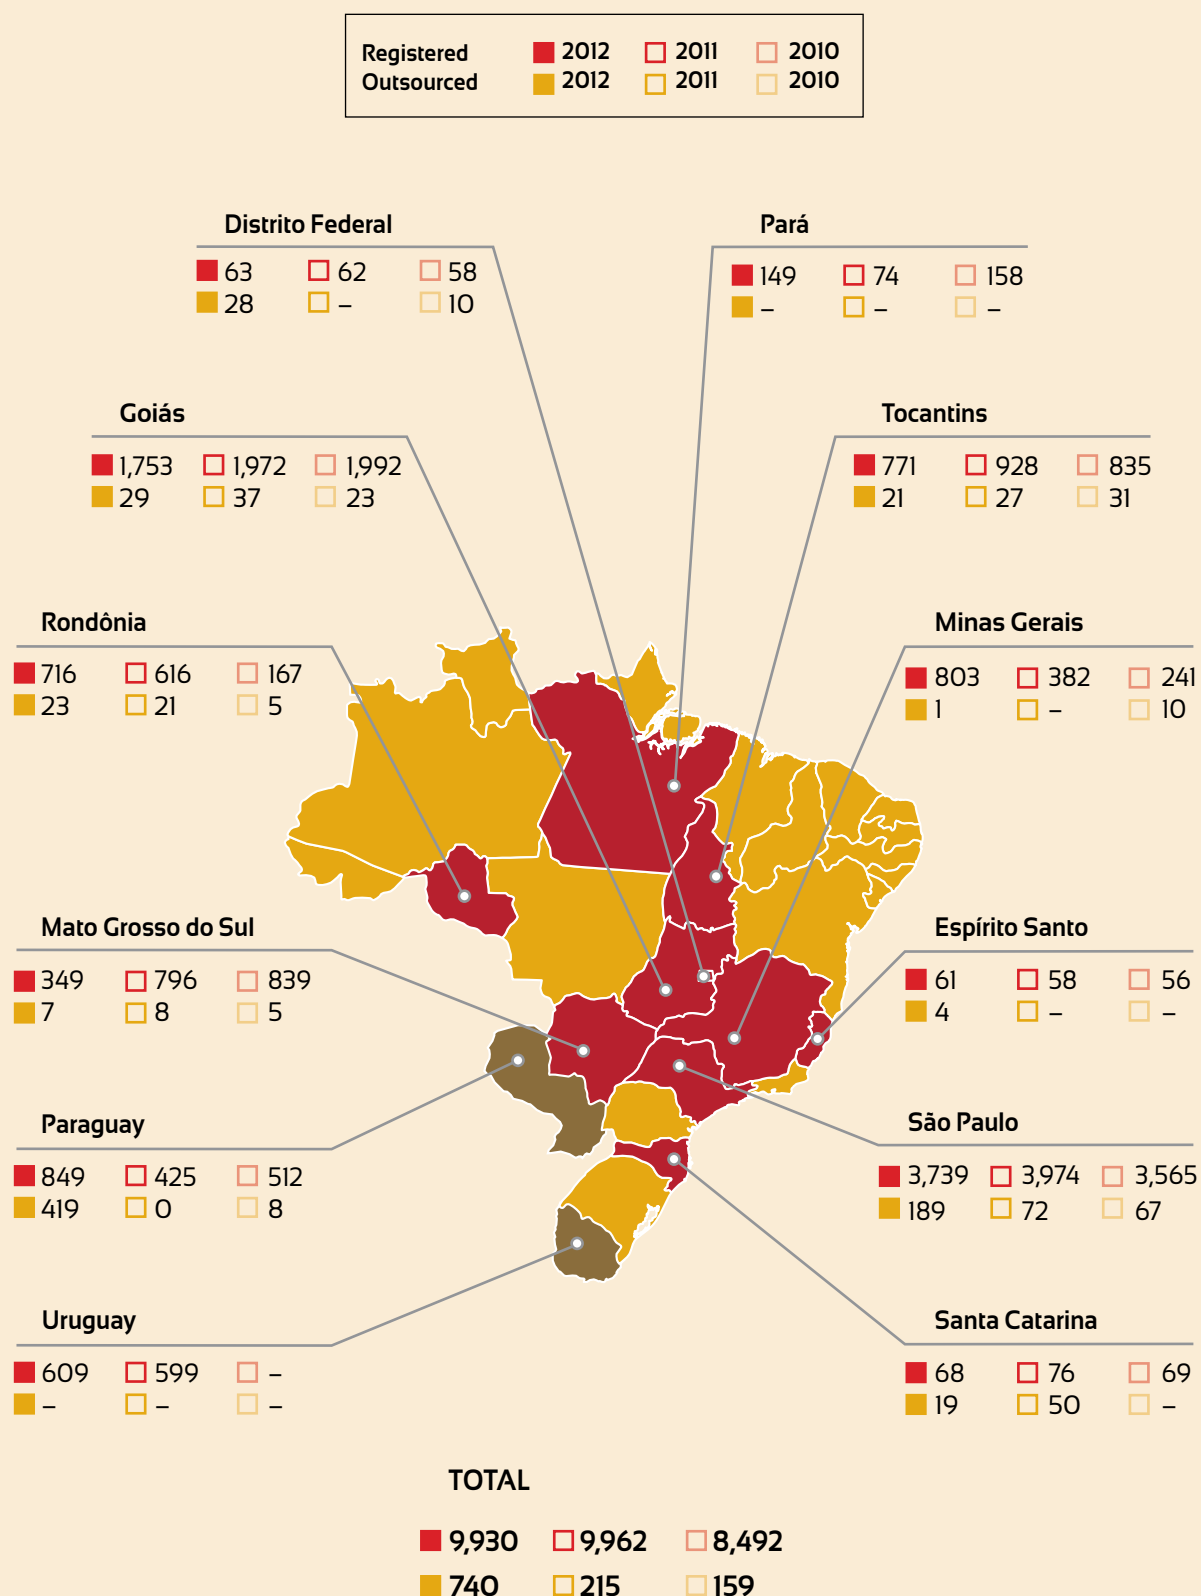 Registered 2012 2011 2010
Outsourced 2012 2011 2010
Distrito Federal
63 62 58
28 – 10
Pará
149 74 158
– – –
Goiás
1,753 1,972 1,992
29 37 23
Tocantins
771 928 835
21 27 31
Rondônia
716 616 167
23 21 5
Minas Gerais
803 382 241
1 – 10
Mato Grosso do Sul
349 796 839
7 8 5
Espírito Santo
61 58 56
4 – –
Paraguay
849 425 512
419 0 8
São Paulo
3,739 3,974 3,565
189 72 67
Uruguay
609 599 –
– – –
Santa Catarina
68 76 69
19 50 –
TOTAL
9,930 9,962 8,492
740 215 159